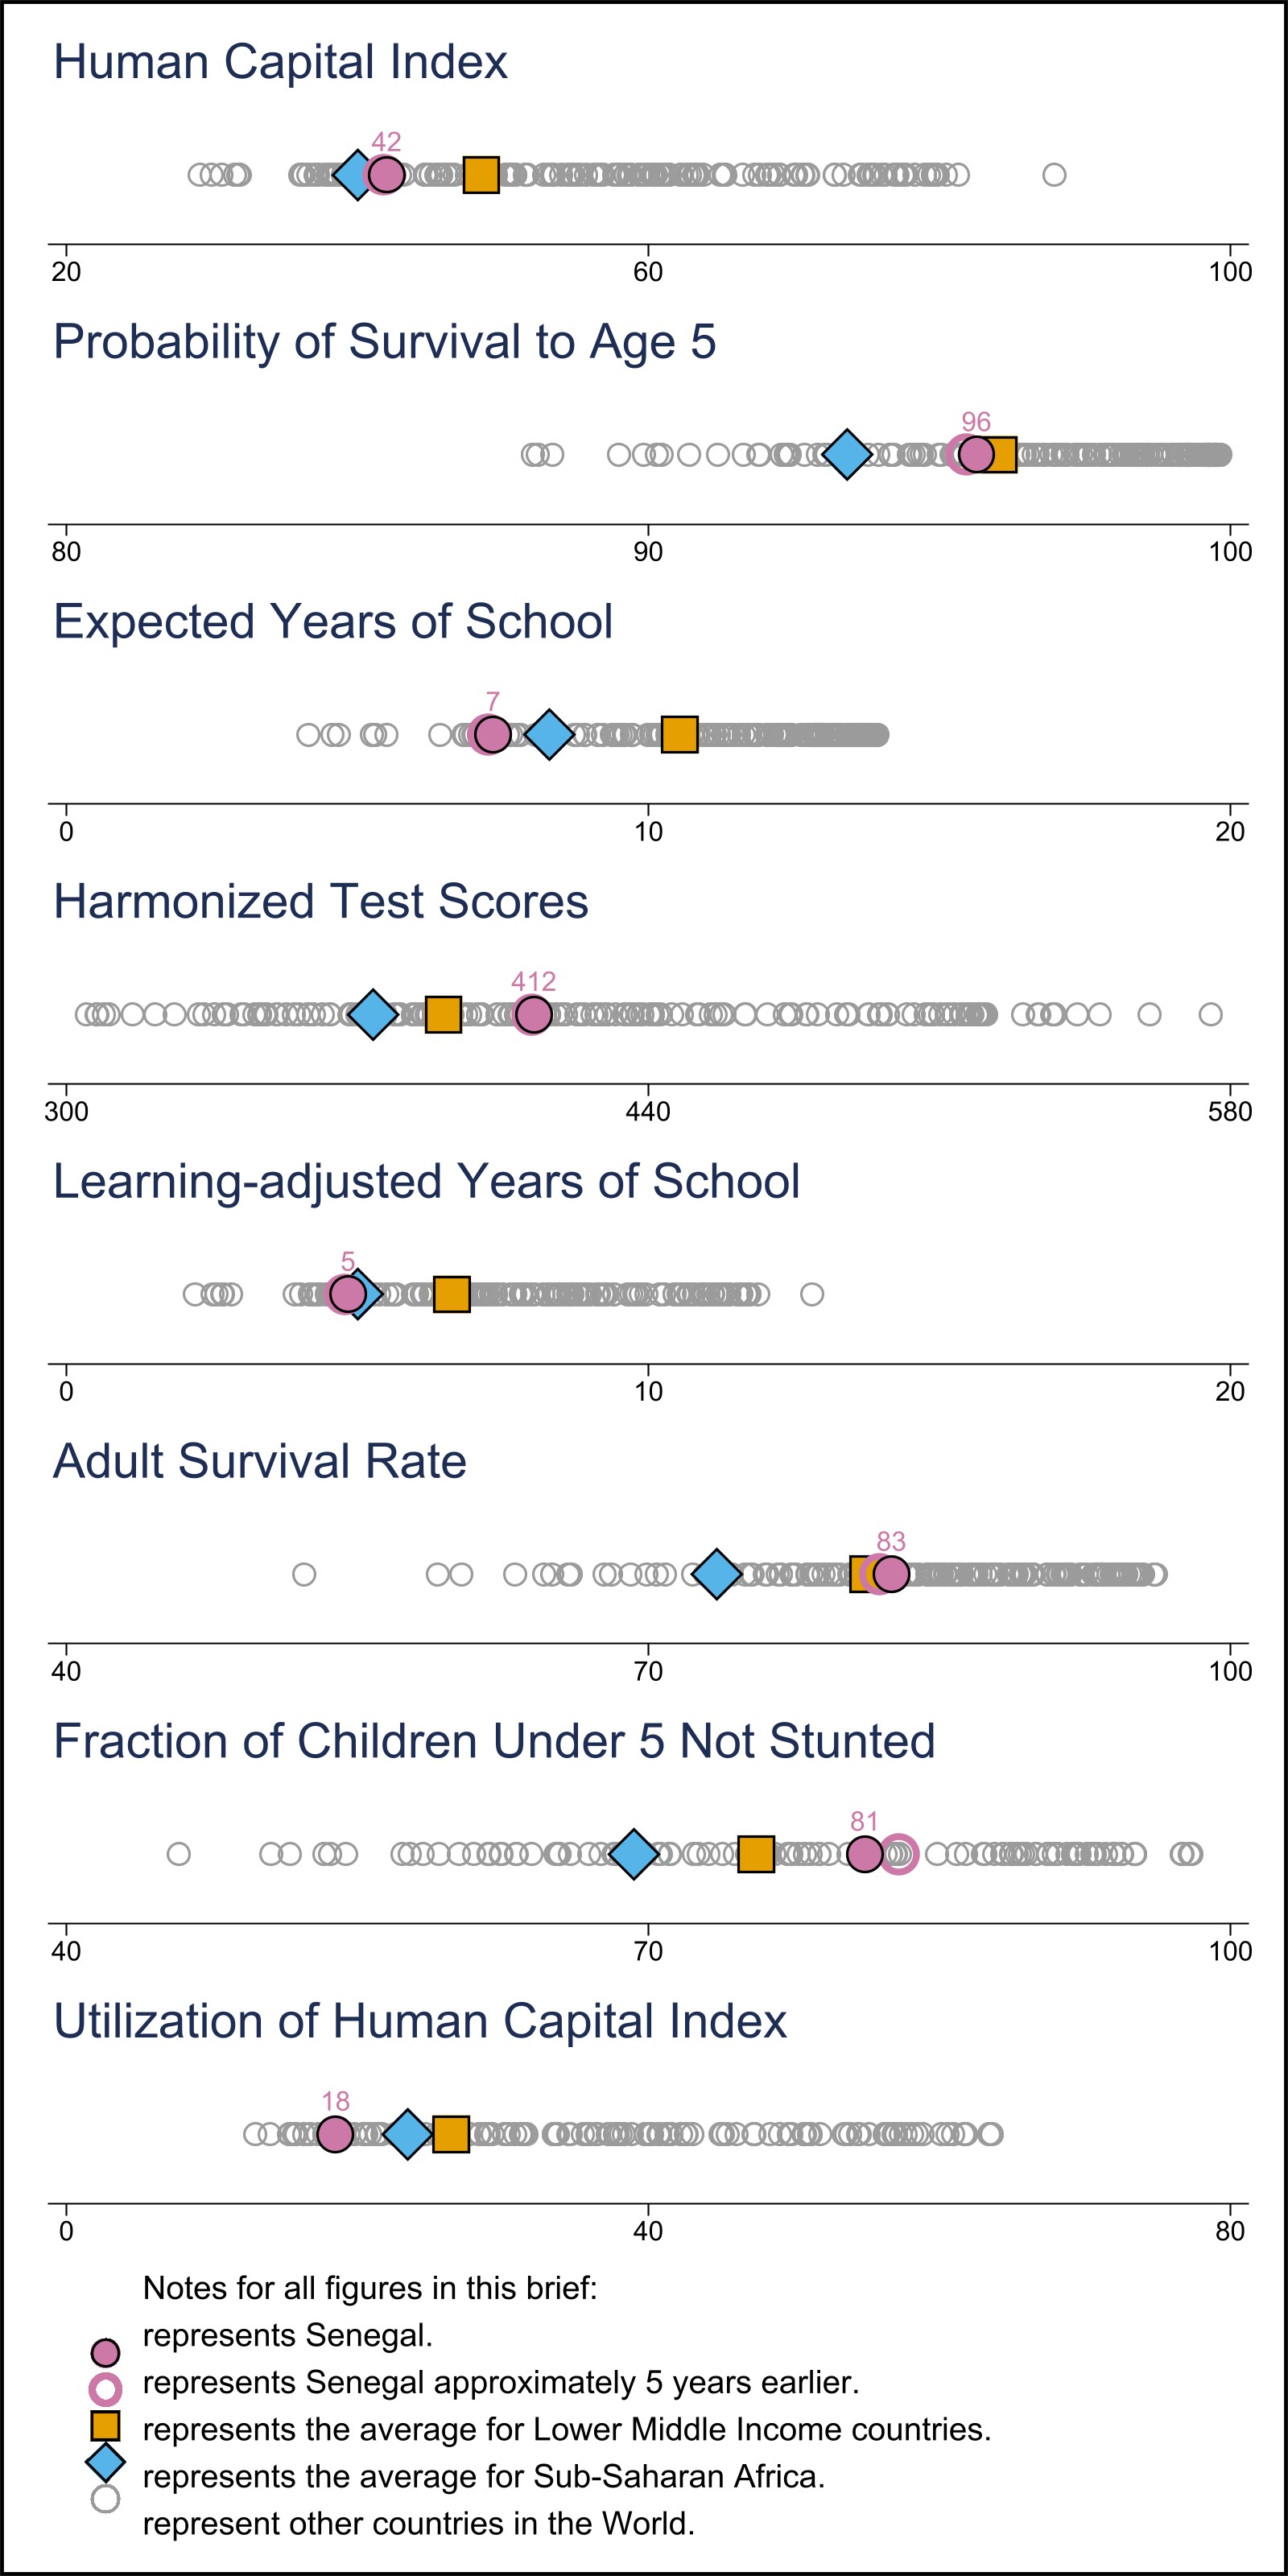 Human Capital Index
42
20 60 100
Probability of Survival to Age 5
96
80 90 100
Expected Years of School
7
0 10 20
Harmonized Test Scores
412
300 440 580
Learning-adjusted Years of School
5
0 10 20
Adult Survival Rate
83
40 70 100
Fraction of Children Under 5 Not Stunted
81
40 70 100
Utilization of Human Capital Index
18
0 40 80
Notes for all figures in this brief:
represents Senegal.
represents Senegal approximately 5 years earlier.
represents the average for Lower Middle Income countries.
represents the average for Sub-Saharan Africa.
represent other countries in the World.